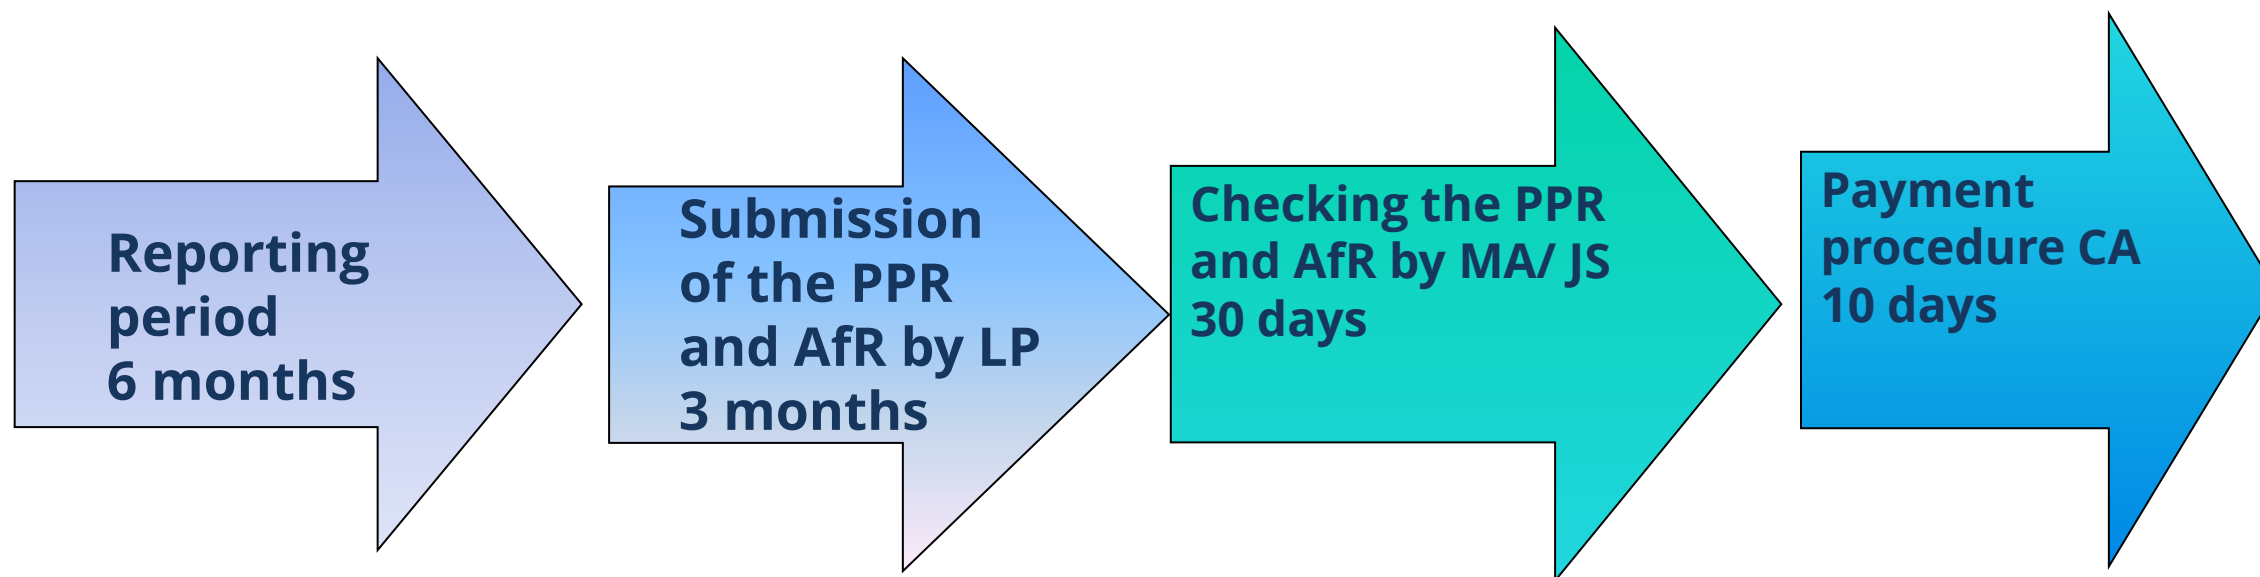 Reporting
period
6 months
Submission
of the PPR
and AfR by LP
3 months
Checking the PPR
and AfR by MA/ JS
30 days
Payment
procedure CA
10 days